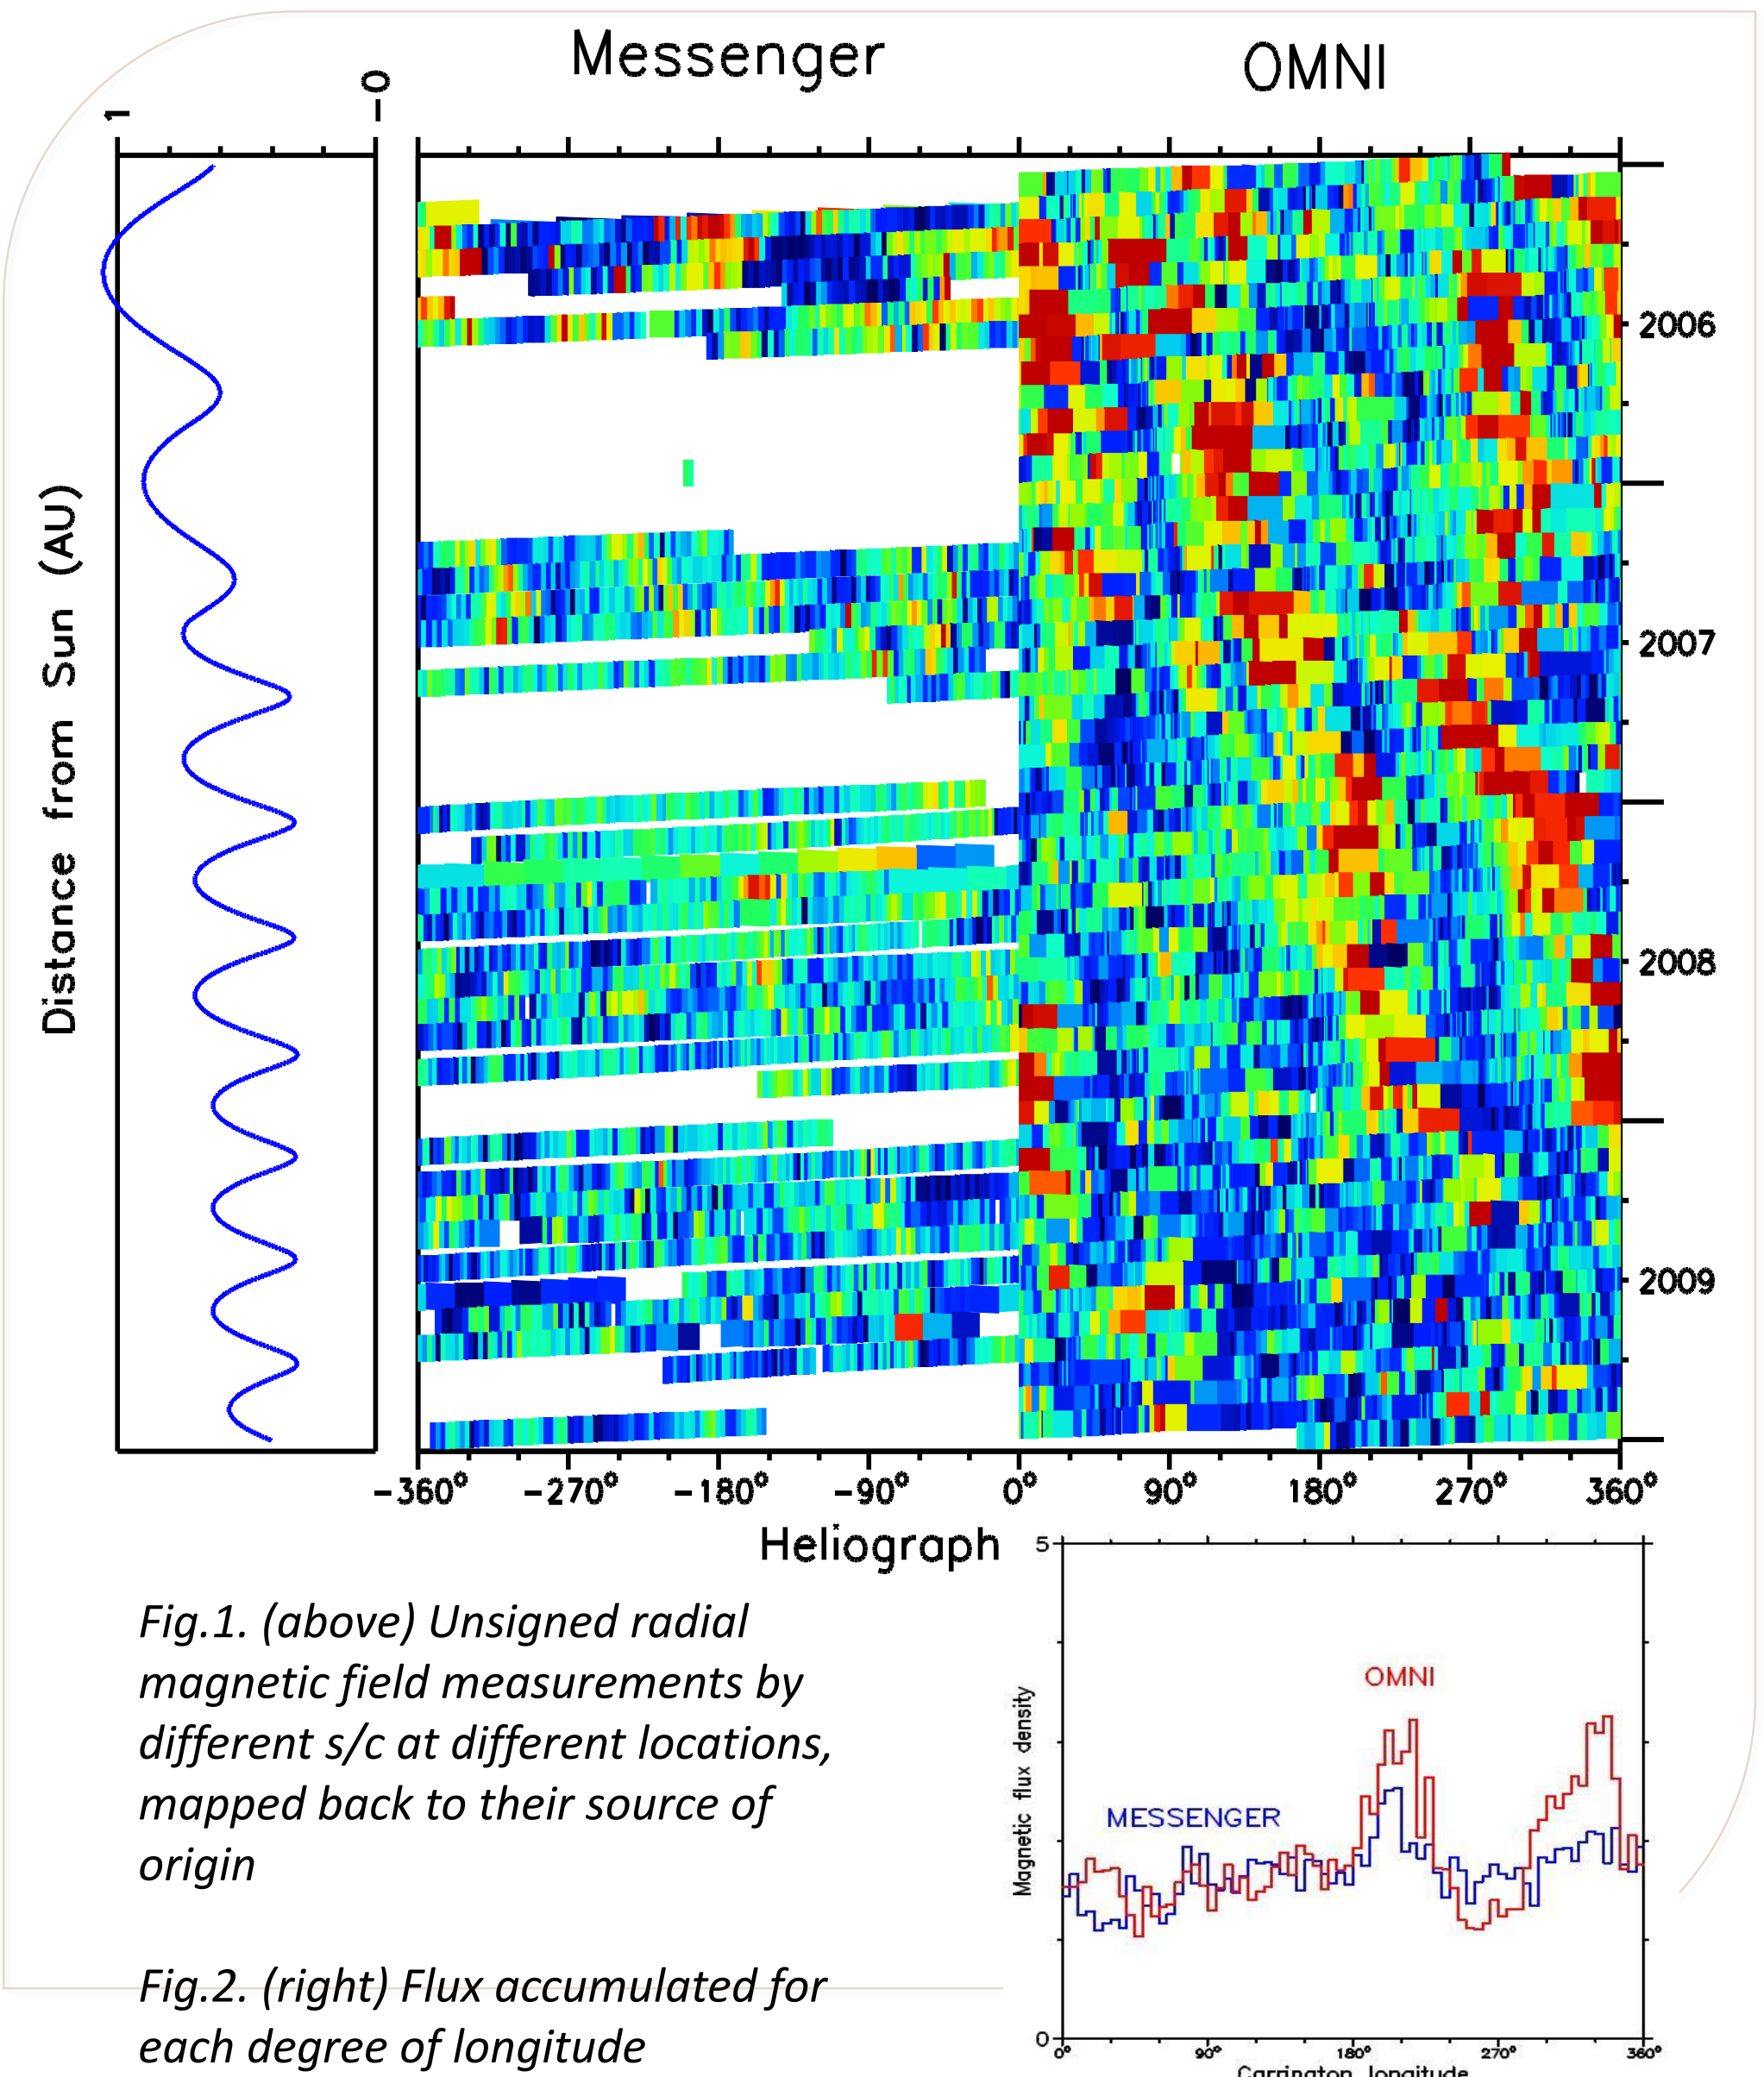 Messenger
OMNI
1
-0
Distance from Sun (AU)
2006
2007
2008
2009
-360° -270° -180° -90° 0° 90° 180° 270° 360°
Heliograph
Fig.1. (above) Unsigned radial
magnetic field measurements by
different s/c at different locations,
mapped back to their source of
origin
Fig.2. (right) Flux accumulated for
each degree of longitude
5
OMNI
MESSENGER
Magnetic flux density
0
0° 90° 180° 270° 360°
Carrington longitude